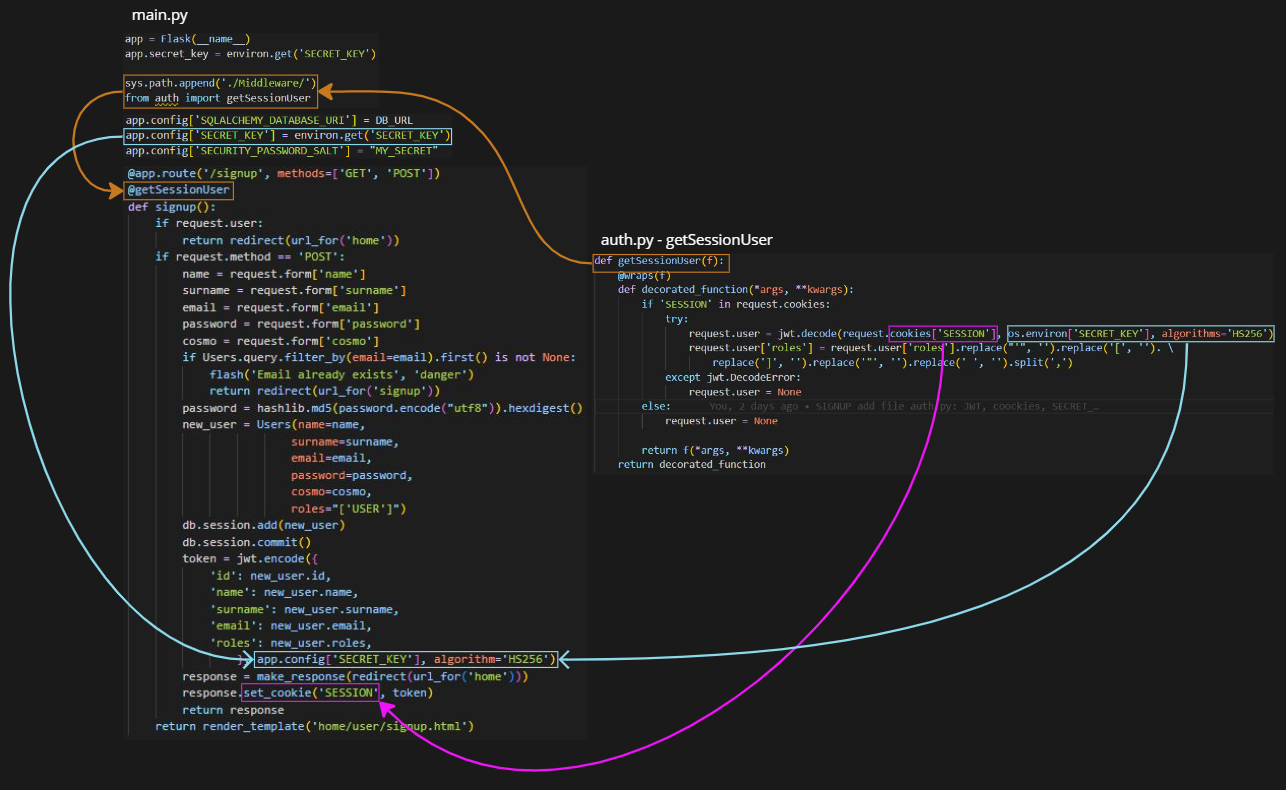 main.py
app = Flask(__name__)
app.secret_key = environ.get('SECRET_KEY')
sys.path.append('./Middleware/')
from auth import getSessionUser
app.config['SQLALCHEMY_DATABASE_URI'] = DB_URL
app.config['SECRET_KEY'] = environ.get('SECRET_KEY')
app.config['SECURITY_PASSWORD_SALT'] = "MY_SECRET"
@app.route('/signup', methods=['GET', 'POST'])
@getSessionUser
def signup():
    if request.user:
        return redirect(url_for('home'))
    if request.method == 'POST':
        name = request.form['name']
        surname = request.form['surname']
        email = request.form['email']
        password = request.form['password']
        cosmo = request.form['cosmo']
        if Users.query.filter_by(email=email).first() is not None:
            flash('Email already exists', 'danger')
            return redirect(url_for('signup'))
        password = hashlib.md5(password.encode("utf8")).hexdigest()
        new_user = Users(name=name,
                        surname=surname,
                        email=email,
                        password=password,
                        cosmo=cosmo,
                        roles="['USER']")
        db.session.add(new_user)
        db.session.commit()
        token = jwt.encode({
            'id': new_user.id,
            'name': new_user.name,
            'surname': new_user.surname,
            'email': new_user.email,
            'roles': new_user.roles,
        }, app.config['SECRET_KEY'], algorithm='HS256')
        response = make_response(redirect(url_for('home')))
        response.set_cookie('SESSION', token)
        return response
    return render_template('home/user/signup.html')
auth.py - getSessionUser
def getSessionUser(f):
    @wraps(f)
    def decorated_function(*args, **kwargs):
        if 'SESSION' in request.cookies:
            try:
                request.user = jwt.decode(request.cookies['SESSION'], os.environ['SECRET_KEY'], algorithms='HS256')
                request.user['roles'] = request.user['roles'].replace("'", '').replace('[', ''). \
                    replace(']', '').replace('"', '').replace(' ', '').split(',')
            except jwt.DecodeError:
                request.user = None
        else:    You, 2 days ago • SIGNUP add file auth.py: JWT, coockies, SECRET_…
            request.user = None
        return f(*args, **kwargs)
    return decorated_function